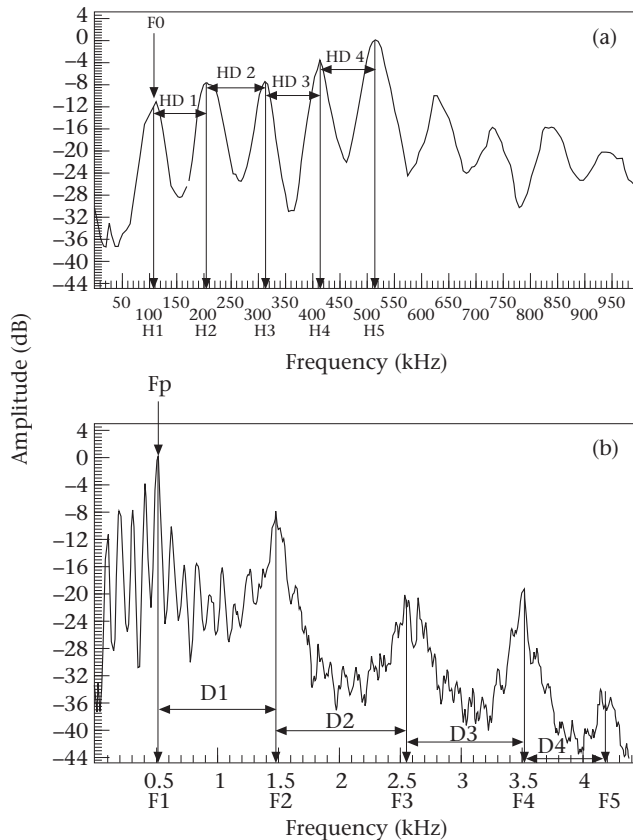 4
F0
(a)
0
HD 4
–4
HD 2
–8
HD 1
HD 3
–12
–16
–20
–24
–28
–32
–36
–40
–44
50 150 250 350 450 550 650 750 850 950
100 200 300 400 500 600 700 800 900
H1 H2 H3 H4 H5
Frequency (kHz)
Amplitude (dB)
Fp
4
(b)
0
–4
–8
–12
–16
–20
–24
–28
–32
–36
D1
D2
D3
–40
D4
–44
0.5 1 1.5 2 2.5 3 3.5 4
F1 F2 F3 F4 F5
Frequency (kHz)